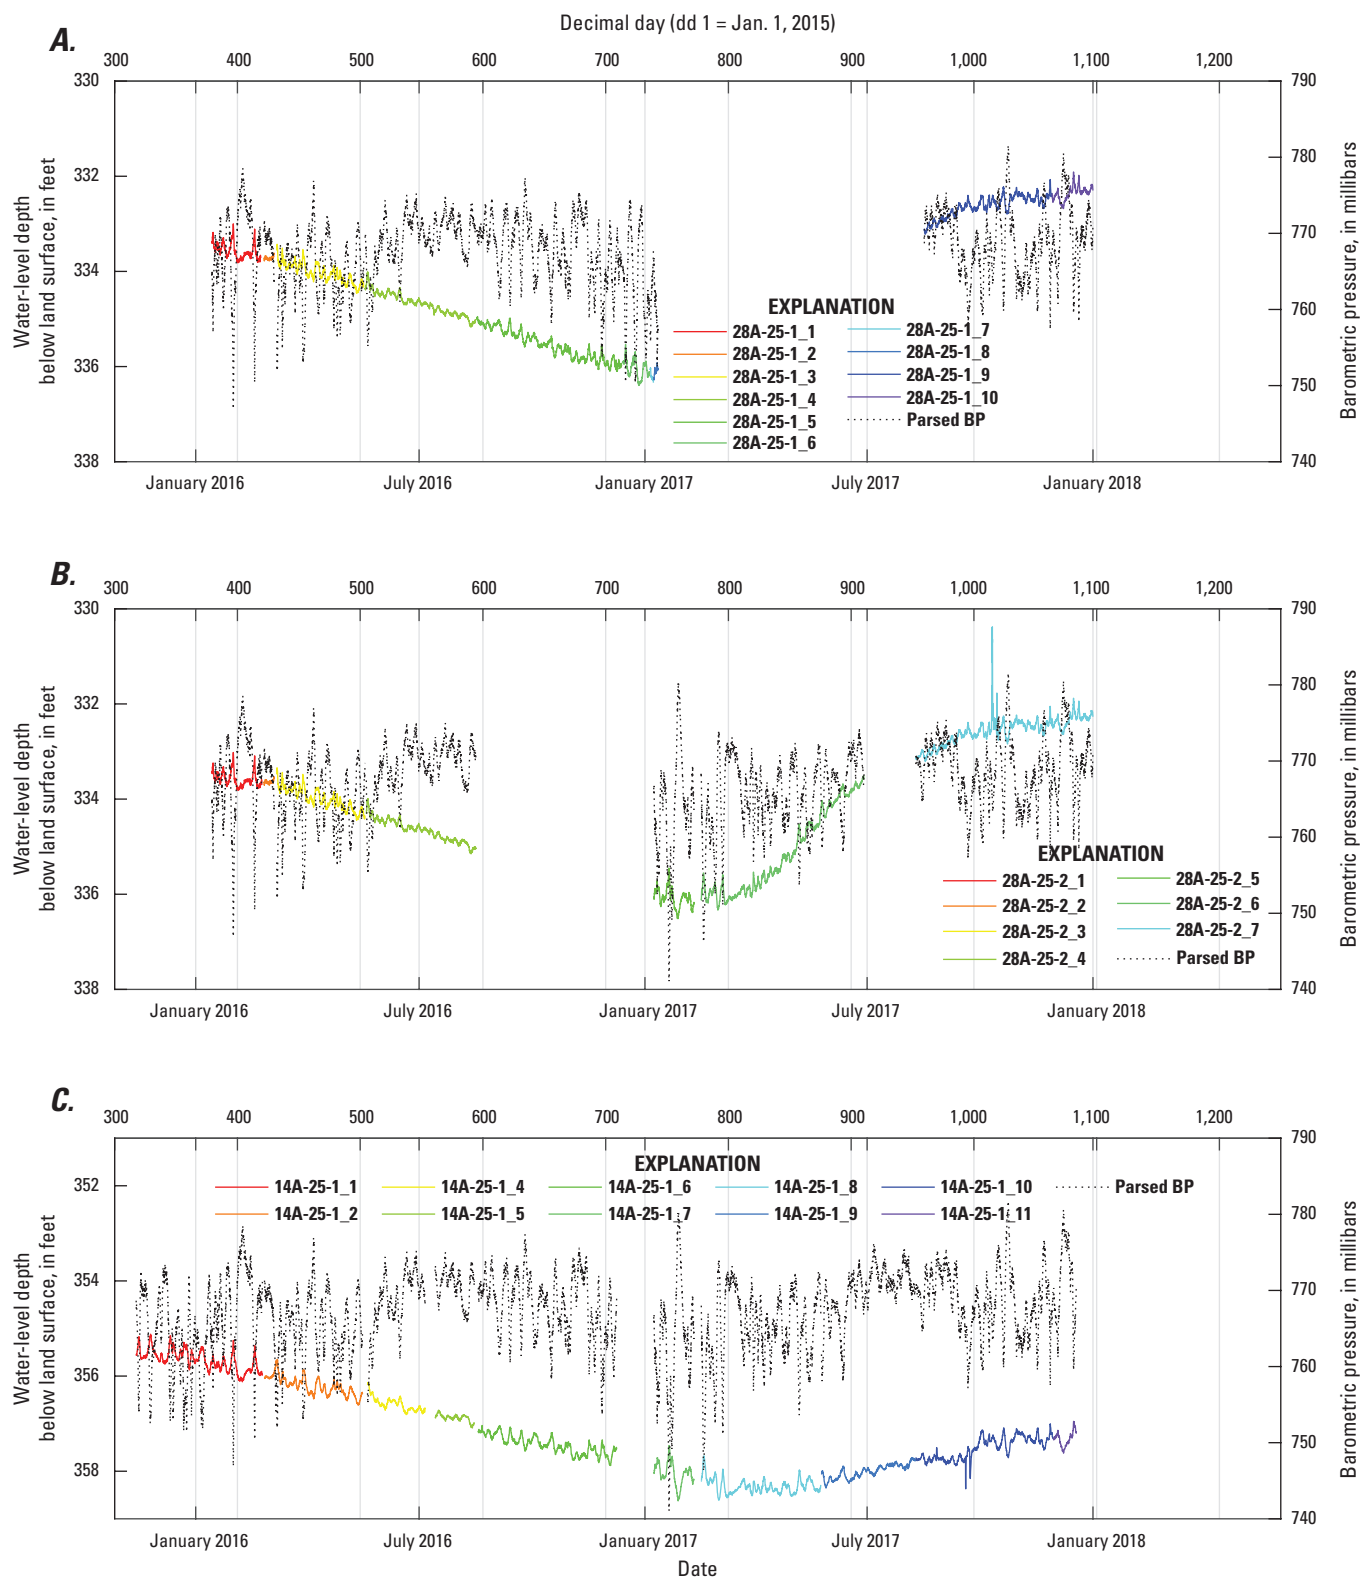 Decimal day (dd 1 = Jan. 1, 2015)
A.
300 400 500 600 700 800 900 1,000 1,100 1,200
330 332 334 336 338
Water-level depth
below land surface, in feet
790 780 770 760 750 740
Barometric pressure, in millibars
EXPLANATION
28A-25-1_1
28A-25-1_2
28A-25-1_3
28A-25-1_4
28A-25-1_5
28A-25-1_6
28A-25-1_7
28A-25-1_8
28A-25-1_9
28A-25-1_10
Parsed BP
January 2016 July 2016 January 2017 July 2017 January 2018
B.
300 400 500 600 700 800 900 1,000 1,100 1,200
330 332 334 336 338
Water-level depth
below land surface, in feet
790 780 770 760 750 740
Barometric pressure, in millibars
EXPLANATION
28A-25-2_1
28A-25-2_2
28A-25-2_3
28A-25-2_4
28A-25-2_5
28A-25-2_6
28A-25-2_7
Parsed BP
January 2016 July 2016 January 2017 July 2017 January 2018
C.
300 400 500 600 700 800 900 1,000 1,100 1,200
352 354 356 358
Water-level depth
below land surface, in feet
790 780 770 760 750 740
Barometric pressure, in millibars
EXPLANATION
14A-25-1_1 14A-25-1_4 14A-25-1_6 14A-25-1_8 14A-25-1_10 Parsed BP
14A-25-1_2 14A-25-1_5 14A-25-1_7 14A-25-1_9 14A-25-1_11
January 2016 July 2016 January 2017 July 2017 January 2018
Date